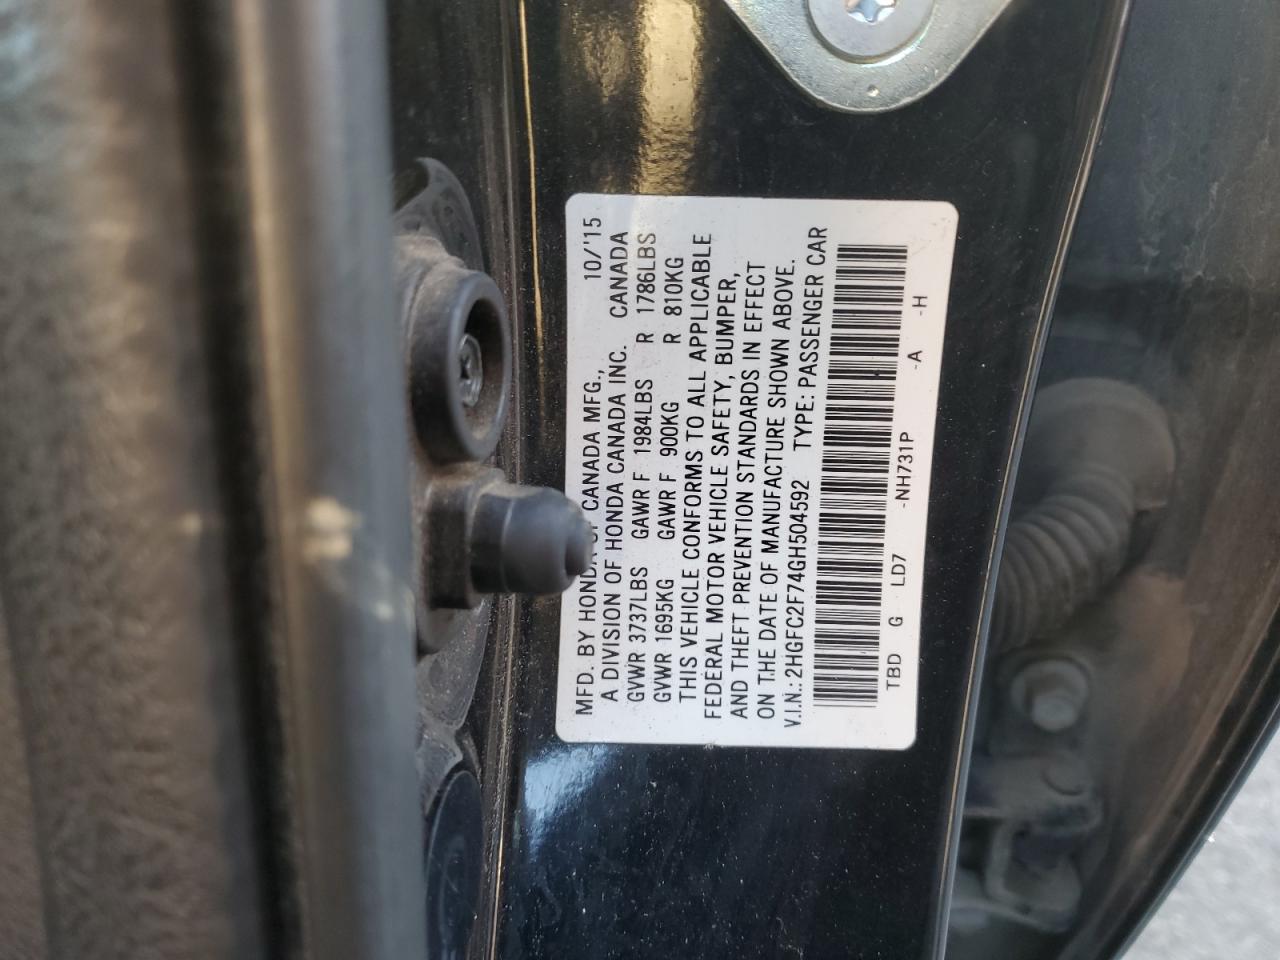 MFD. BY HONDA OF CANADA MFG., 10/'15
A DIVISION OF HONDA CANADA INC. CANADA
GVWR 3737LBS GAWR F 1984LBS R 1786LBS
GVWR 1695KG GAWR F 900KG R 810KG
THIS VEHICLE CONFORMS TO ALL APPLICABLE
FEDERAL MOTOR VEHICLE SAFETY, BUMPER,
AND THEFT PREVENTION STANDARDS IN EFFECT
ON THE DATE OF MANUFACTURE SHOWN ABOVE.
V.I.N.: 2HGFC2F74GH504592 TYPE: PASSENGER CAR
TBD G LD7 -NH731P -A -H